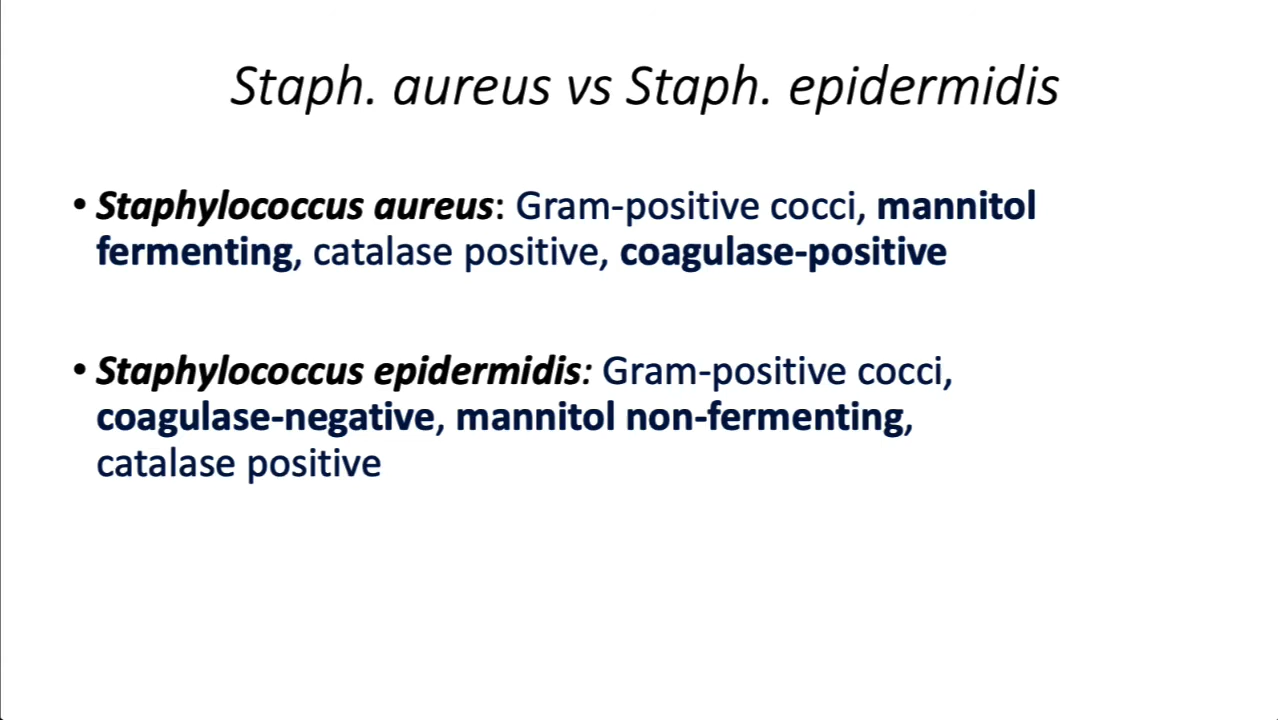 Staph. aureus vs Staph. epidermidis
• Staphylococcus aureus: Gram-positive cocci, mannitol
fermenting, catalase positive, coagulase-positive
• Staphylococcus epidermidis: Gram-positive cocci,
coagulase-negative, mannitol non-fermenting,
catalase positive